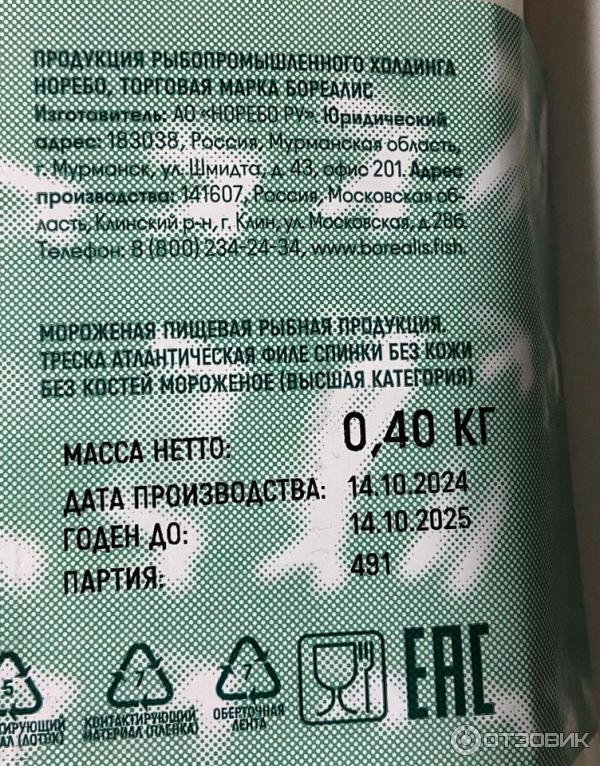 ПРОДУКЦИЯ РЫБОПРОМЫШЛЕННОГО ХОЛДИНГА
НОРЕБО, ТОРГОВАЯ МАРКА БОРЕАЛИС
Изготовитель: АО «НОРЕБО РУ». Юридический
адрес: 183038, Россия, Мурманская область,
г. Мурманск, ул. Шмидта, д. 43, офис 201. Адрес
производства: 141607, Россия, Московская об-
ласть, Клинский р-н, г. Клин, ул. Московская, д. 28б.
Телефон: 8 (800) 234-24-34, www.borealis.fish.
МОРОЖЕНАЯ ПИЩЕВАЯ РЫБНАЯ ПРОДУКЦИЯ.
ТРЕСКА АТЛАНТИЧЕСКАЯ ФИЛЕ СПИНКИ БЕЗ КОЖИ
БЕЗ КОСТЕЙ МОРОЖЕНОЕ (ВЫСШАЯ КАТЕГОРИЯ)
МАССА НЕТТО: 0,40 КГ
ДАТА ПРОИЗВОДСТВА: 14.10.2024
ГОДЕН ДО: 14.10.2025
ПАРТИЯ: 491
5 7 7 EAC
КОНТАКТИРУЮЩИЙ ОБЕРТОЧНАЯ
МАТЕРИАЛ (ПЛЕНКА) ЛЕНТА
(ЛОТОК)
ОТЗОВИК